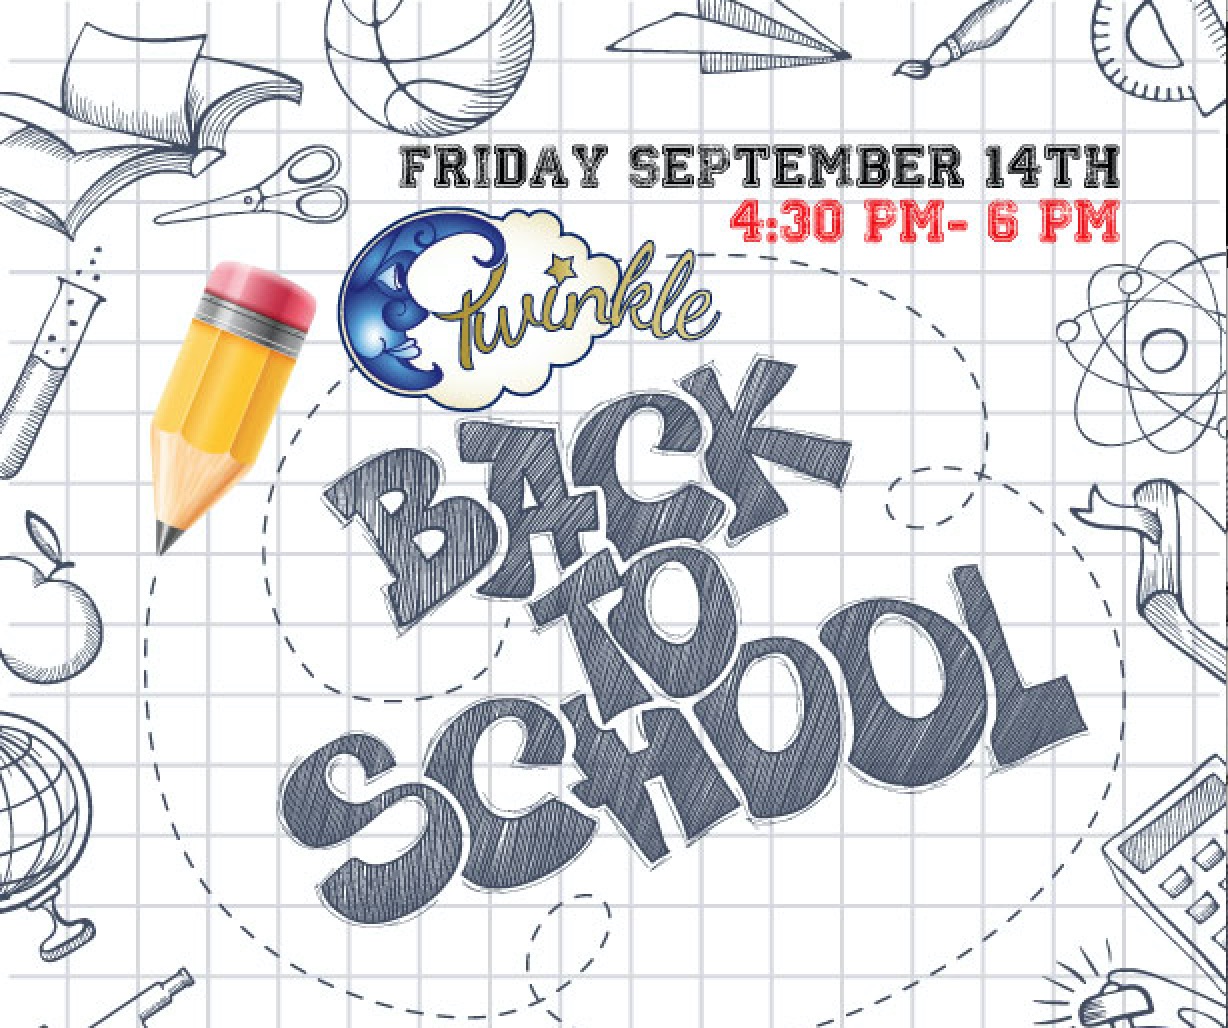 FRIDAY SEPTEMBER 14TH
4:30 PM- 6 PM
Twinkle
BACK
TO
SCHOOL